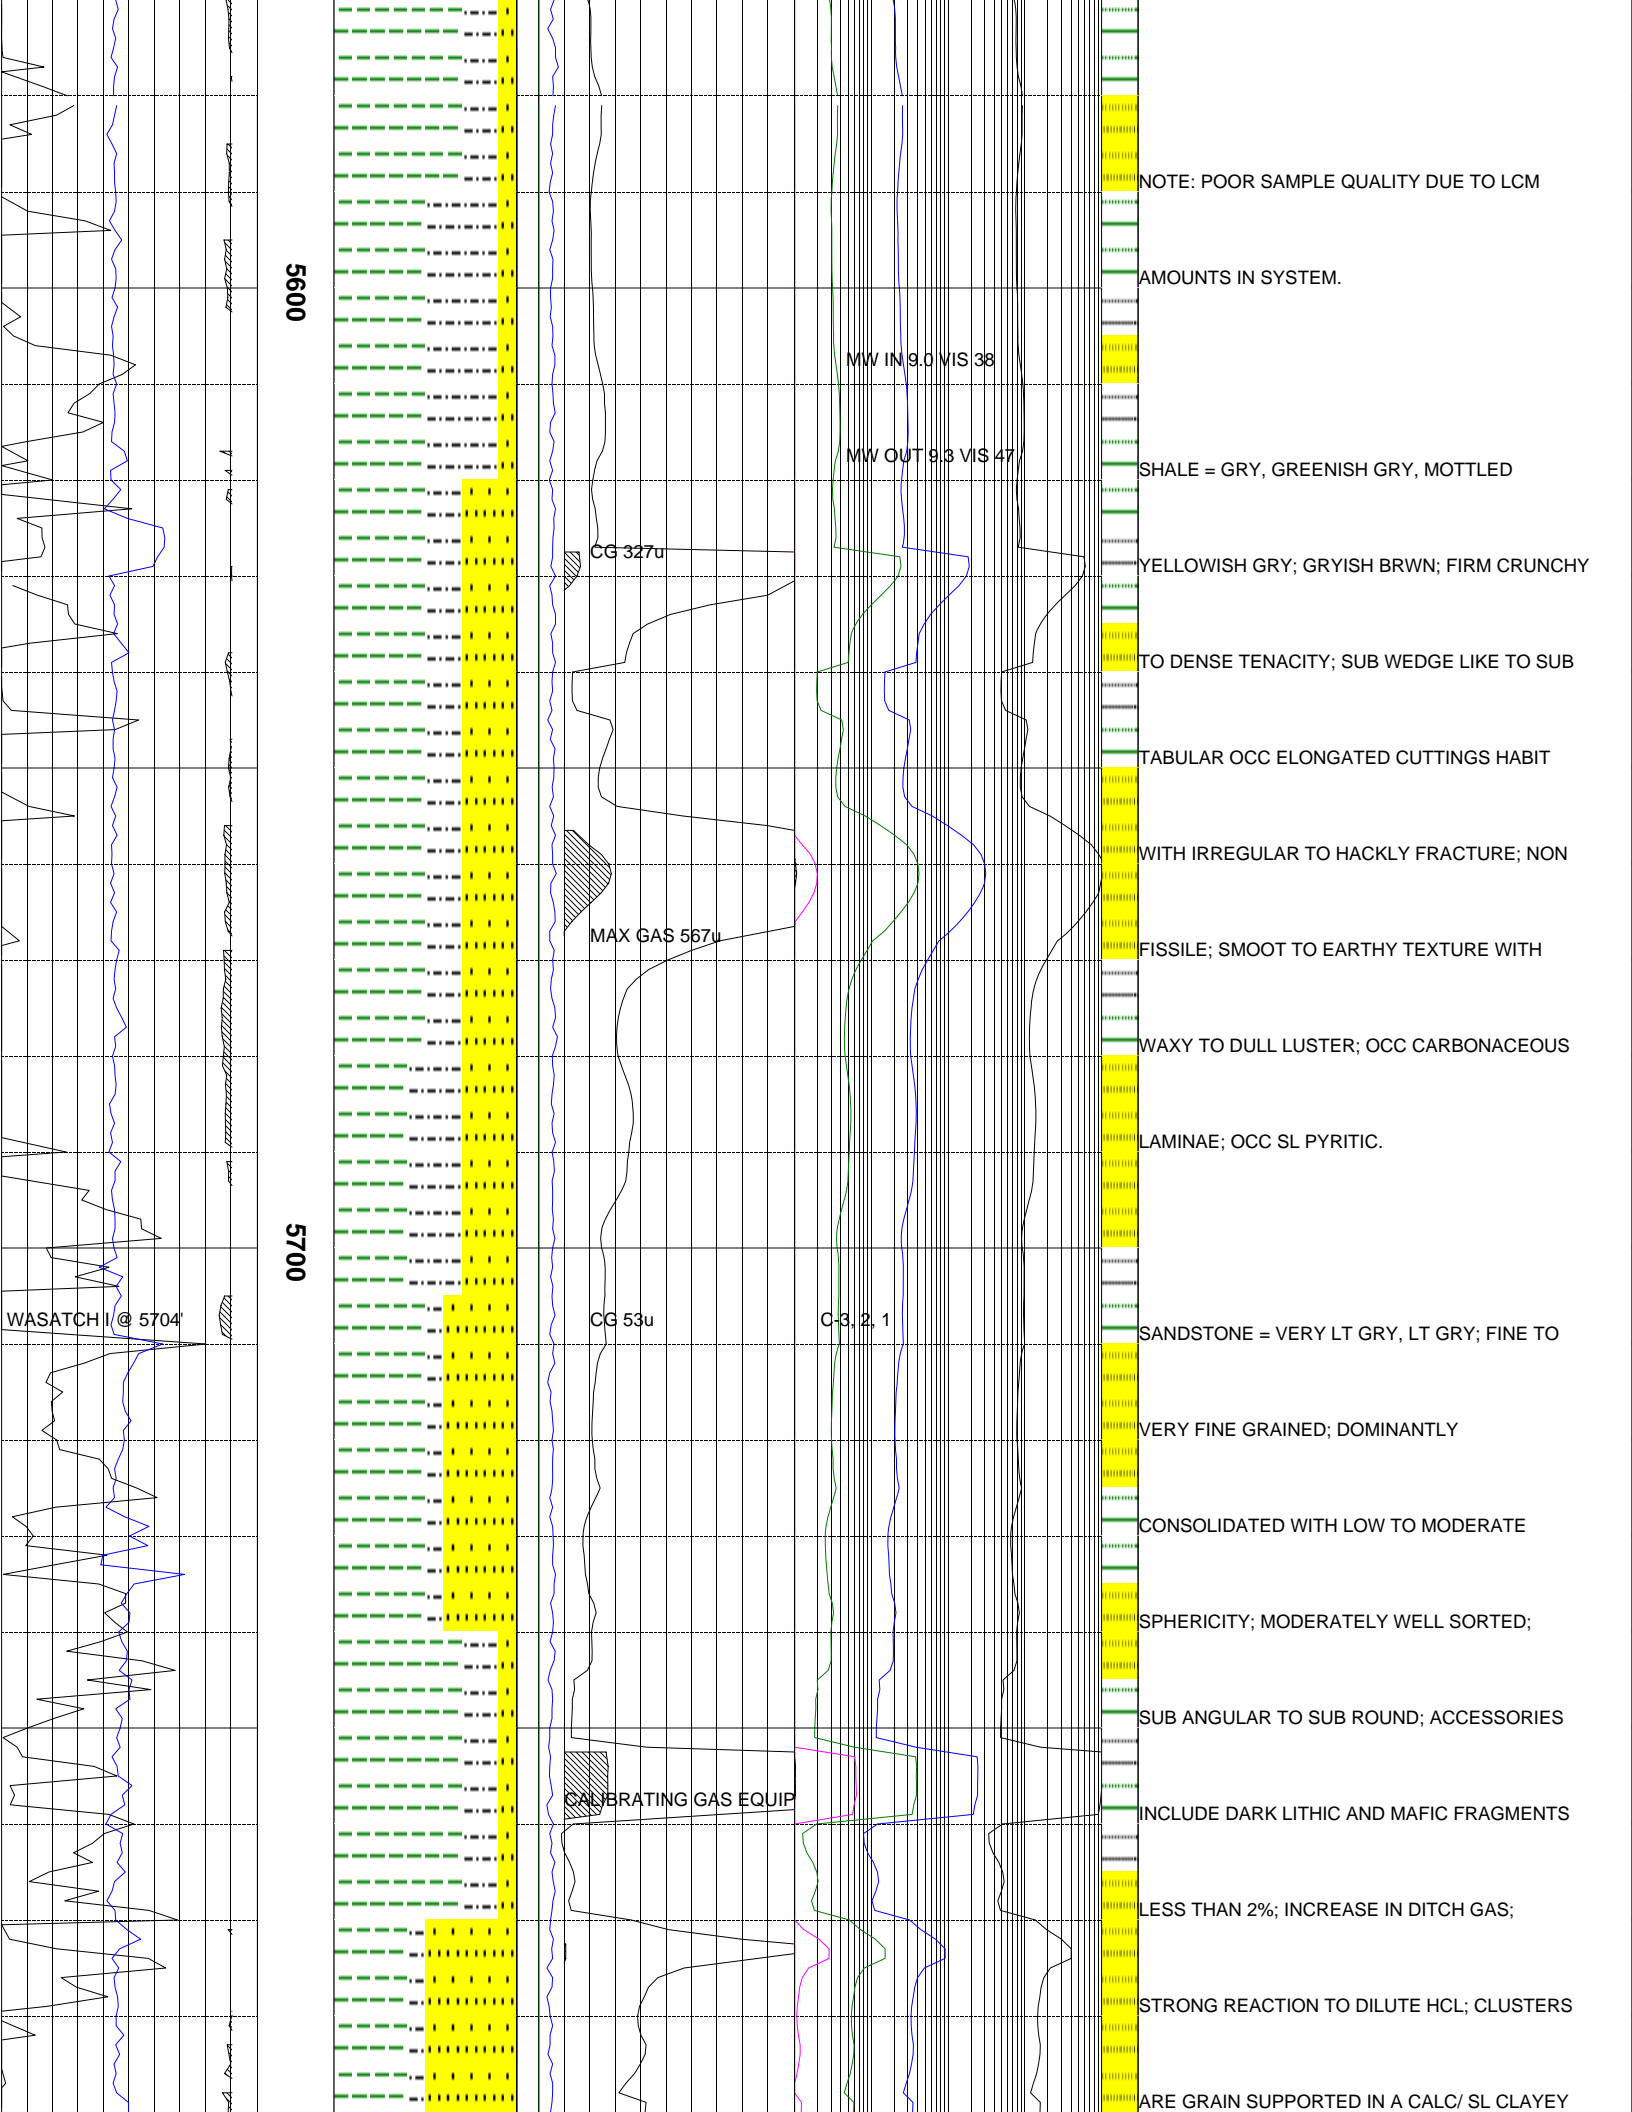 NOTE: POOR SAMPLE QUALITY DUE TO LCM
5600
AMOUNTS IN SYSTEM.
MW IN 9.0 VIS 38
MW OUT 9.3 VIS 47
SHALE = GRY, GREENISH GRY, MOTTLED
CG 327u
YELLOWISH GRY; GRYISH BRWN; FIRM CRUNCHY
TO DENSE TENACITY; SUB WEDGE LIKE TO SUB
TABULAR OCC ELONGATED CUTTINGS HABIT
WITH IRREGULAR TO HACKLY FRACTURE; NON
MAX GAS 567u
FISSILE; SMOOT TO EARTHY TEXTURE WITH
WAXY TO DULL LUSTER; OCC CARBONACEOUS
LAMINAE; OCC SL PYRITIC.
5700
WASATCH I @ 5704'
CG 53u
C-3, 2, 1
SANDSTONE = VERY LT GRY, LT GRY; FINE TO
VERY FINE GRAINED; DOMINANTLY
CONSOLIDATED WITH LOW TO MODERATE
SPHERICITY; MODERATELY WELL SORTED;
SUB ANGULAR TO SUB ROUND; ACCESSORIES
CALIBRATING GAS EQUIP
INCLUDE DARK LITHIC AND MAFIC FRAGMENTS
LESS THAN 2%; INCREASE IN DITCH GAS;
STRONG REACTION TO DILUTE HCL; CLUSTERS
ARE GRAIN SUPPORTED IN A CALC/ SL CLAYEY